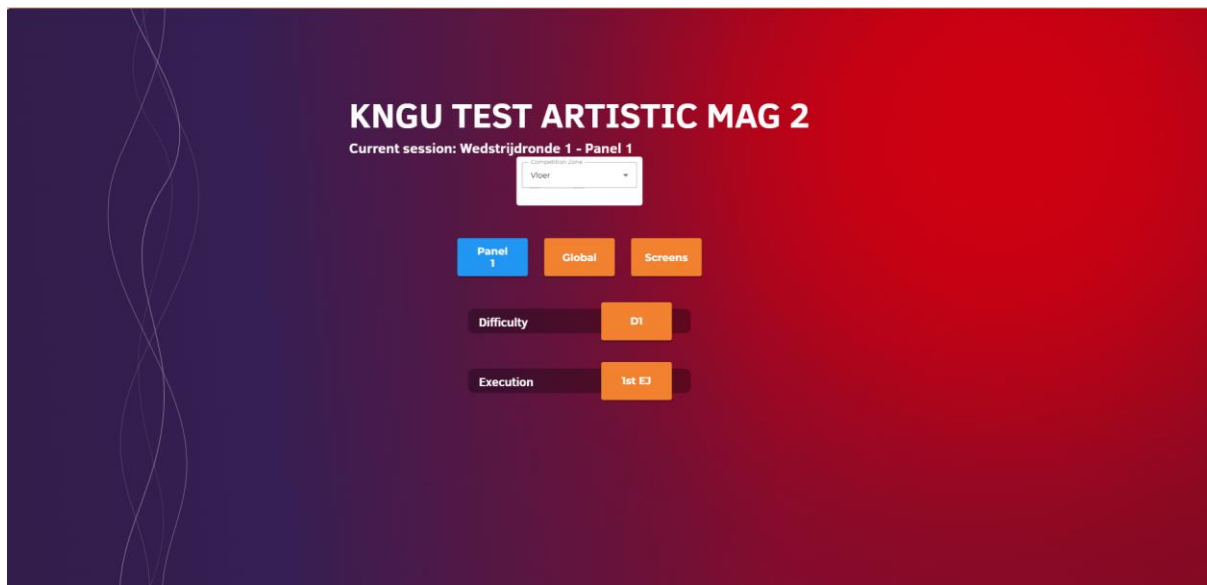 KNGU TEST ARTISTIC MAG 2
Current session: Wedstrijdronde 1 - Panel 1
Competition Zone
Vloer
Panel
1
Global
Screens
Difficulty
D1
Execution
1st EJ